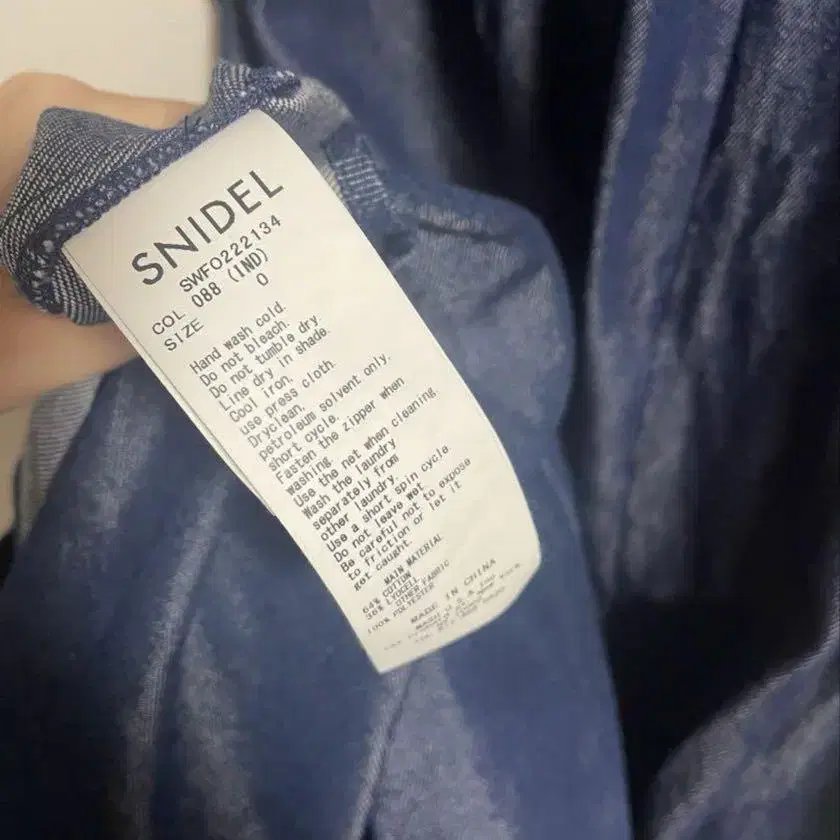 SNIDEL
SWFO222134
COL 088 (IND)
SIZE 0
Hand wash cold.
Do not bleach.
Do not tumble dry.
Line dry in shade.
Cool iron,
use press cloth.
Dryclean,
petroleum solvent only.
short cycle.
Fasten the zipper when
washing.
Use the net when cleaning.
Wash the laundry
separately from
other laundry.
Use a short spin cycle
Do not leave wet
Be careful not to expose
to friction or let it
get caught.
MAIN MATERIAL
64% COTTON
36% LYOCELL
OTHER FABRIC
100% POLYESTER
MADE IN CHINA